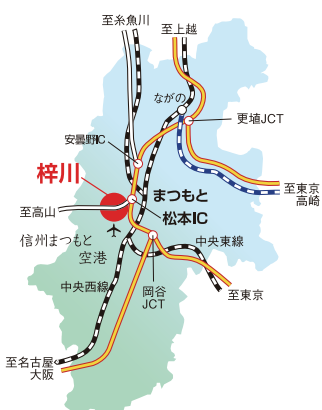 至糸魚川
至上越
ながの
更埴JCT
安曇野IC
梓川
至東京
高崎
まつもと
松本IC
至高山
信州まつもと
空港
中央東線
中央西線
岡谷
JCT
至東京
至名古屋
大阪